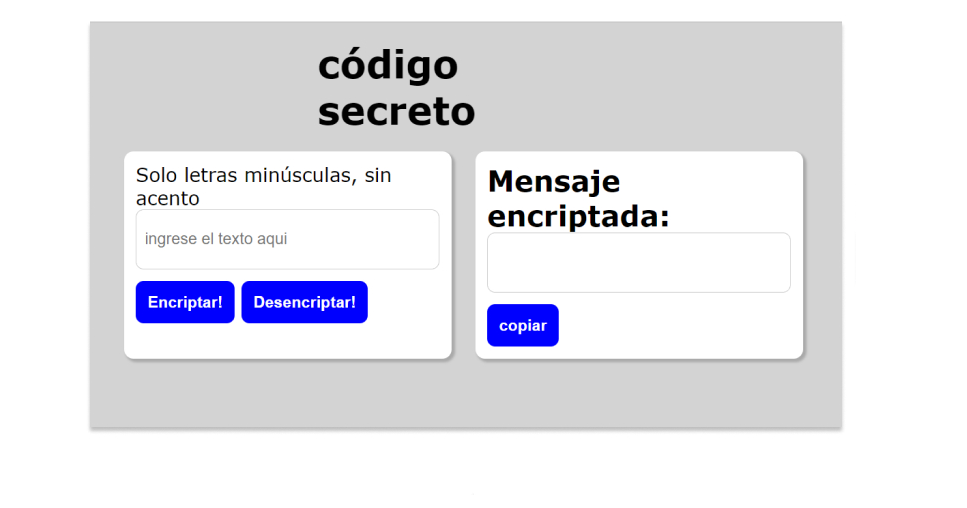 código
secreto
Solo letras minúsculas, sin
acento
ingrese el texto aqui
Encriptar!
Desencriptar!
Mensaje
encriptada:
copiar